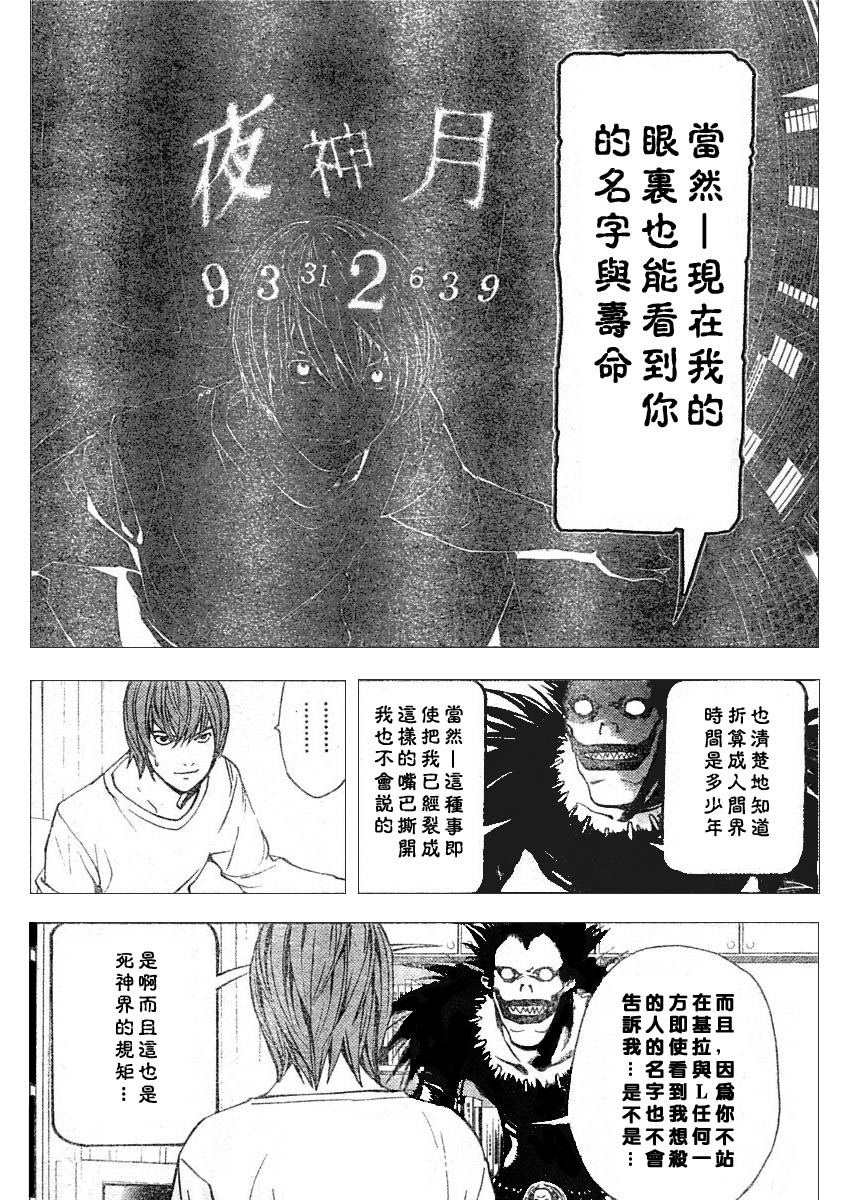 當然—現在我的
眼裏也能看到你
的名字與壽命
夜神月
9 3 31 2 6 3 9
也清楚地知道
折算成人間界
時間是多少年
當然—這種事即
使把我已經裂成
這樣的嘴巴撕開
我也不會説的
………
而且，因爲你不站
在基拉與L任何一
方即使看到我想殺
的人的名字也不會
告訴我…是不是…
是啊而且這也是
死神界的規矩…